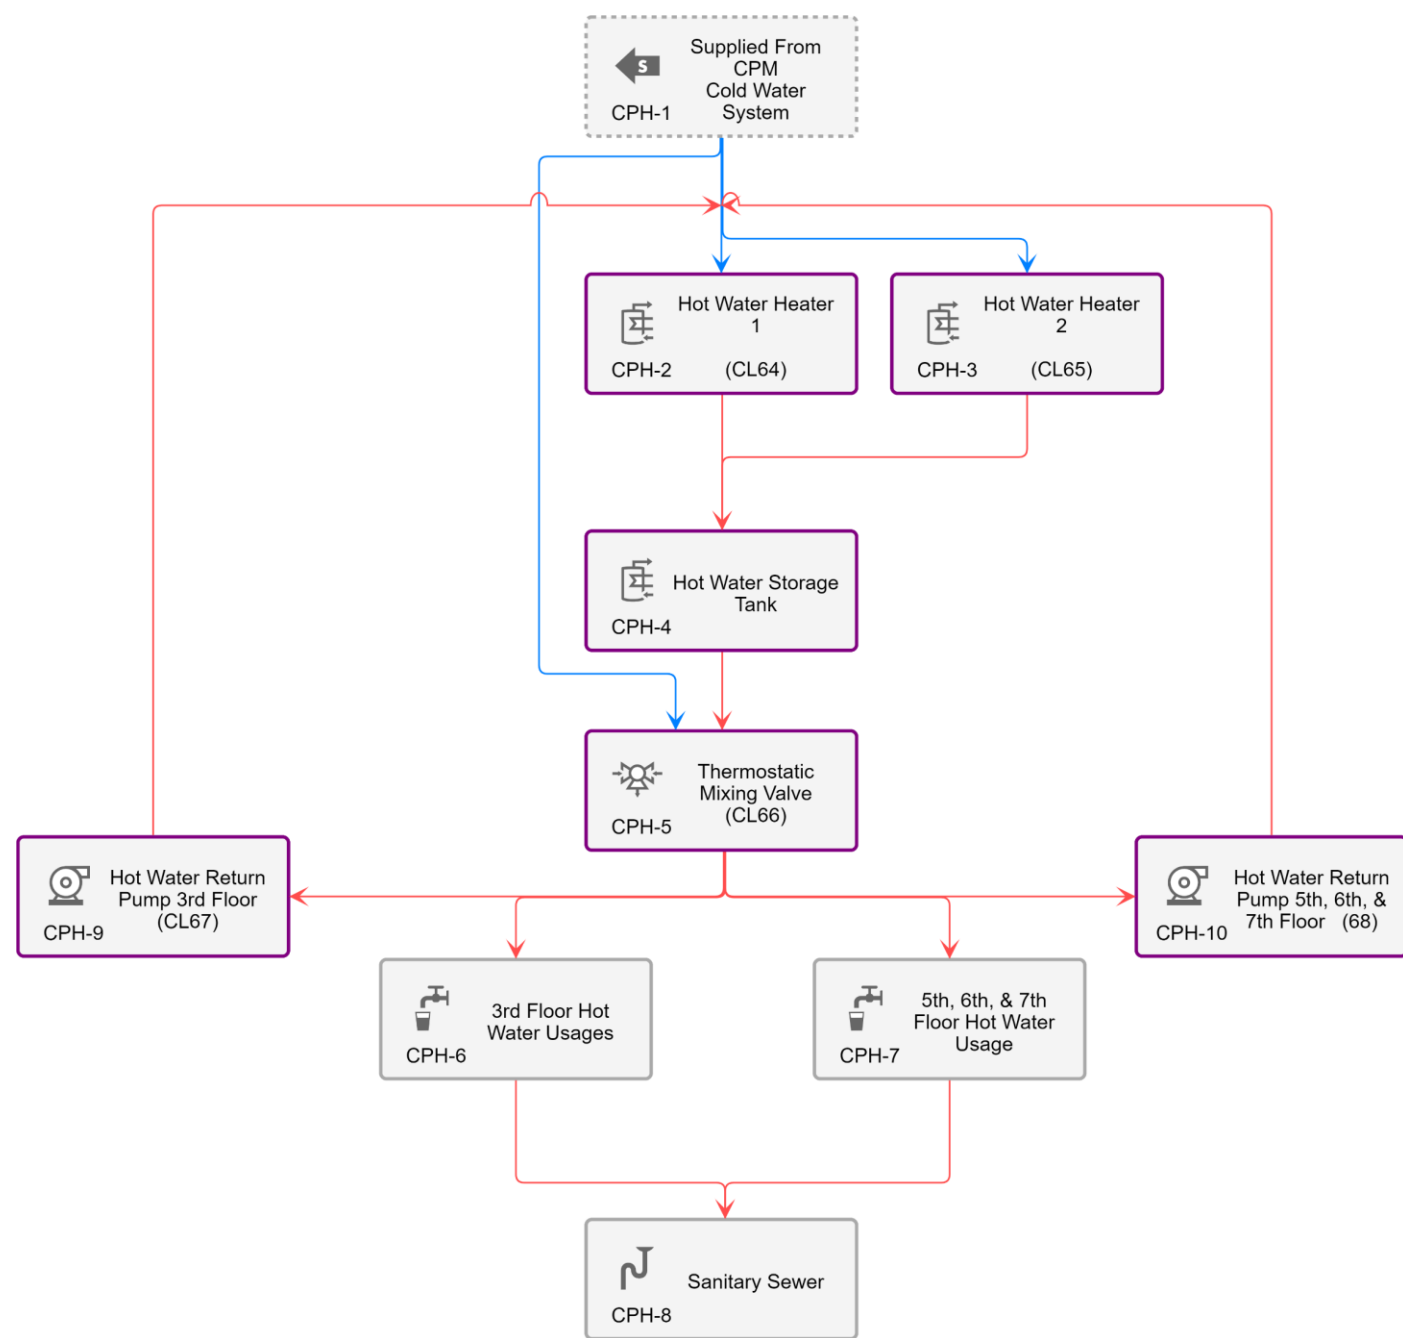 Supplied From
CPM
Cold Water
System
S
CPH-1
Hot Water Heater
1
(CL64)
CPH-2
Hot Water Heater
2
(CL65)
CPH-3
Hot Water Storage
Tank
CPH-4
Thermostatic
Mixing Valve
(CL66)
CPH-5
Hot Water Return
Pump 3rd Floor
(CL67)
CPH-9
Hot Water Return
Pump 5th, 6th, &
7th Floor (68)
CPH-10
3rd Floor Hot
Water Usages
CPH-6
5th, 6th, & 7th
Floor Hot Water
Usage
CPH-7
Sanitary Sewer
CPH-8